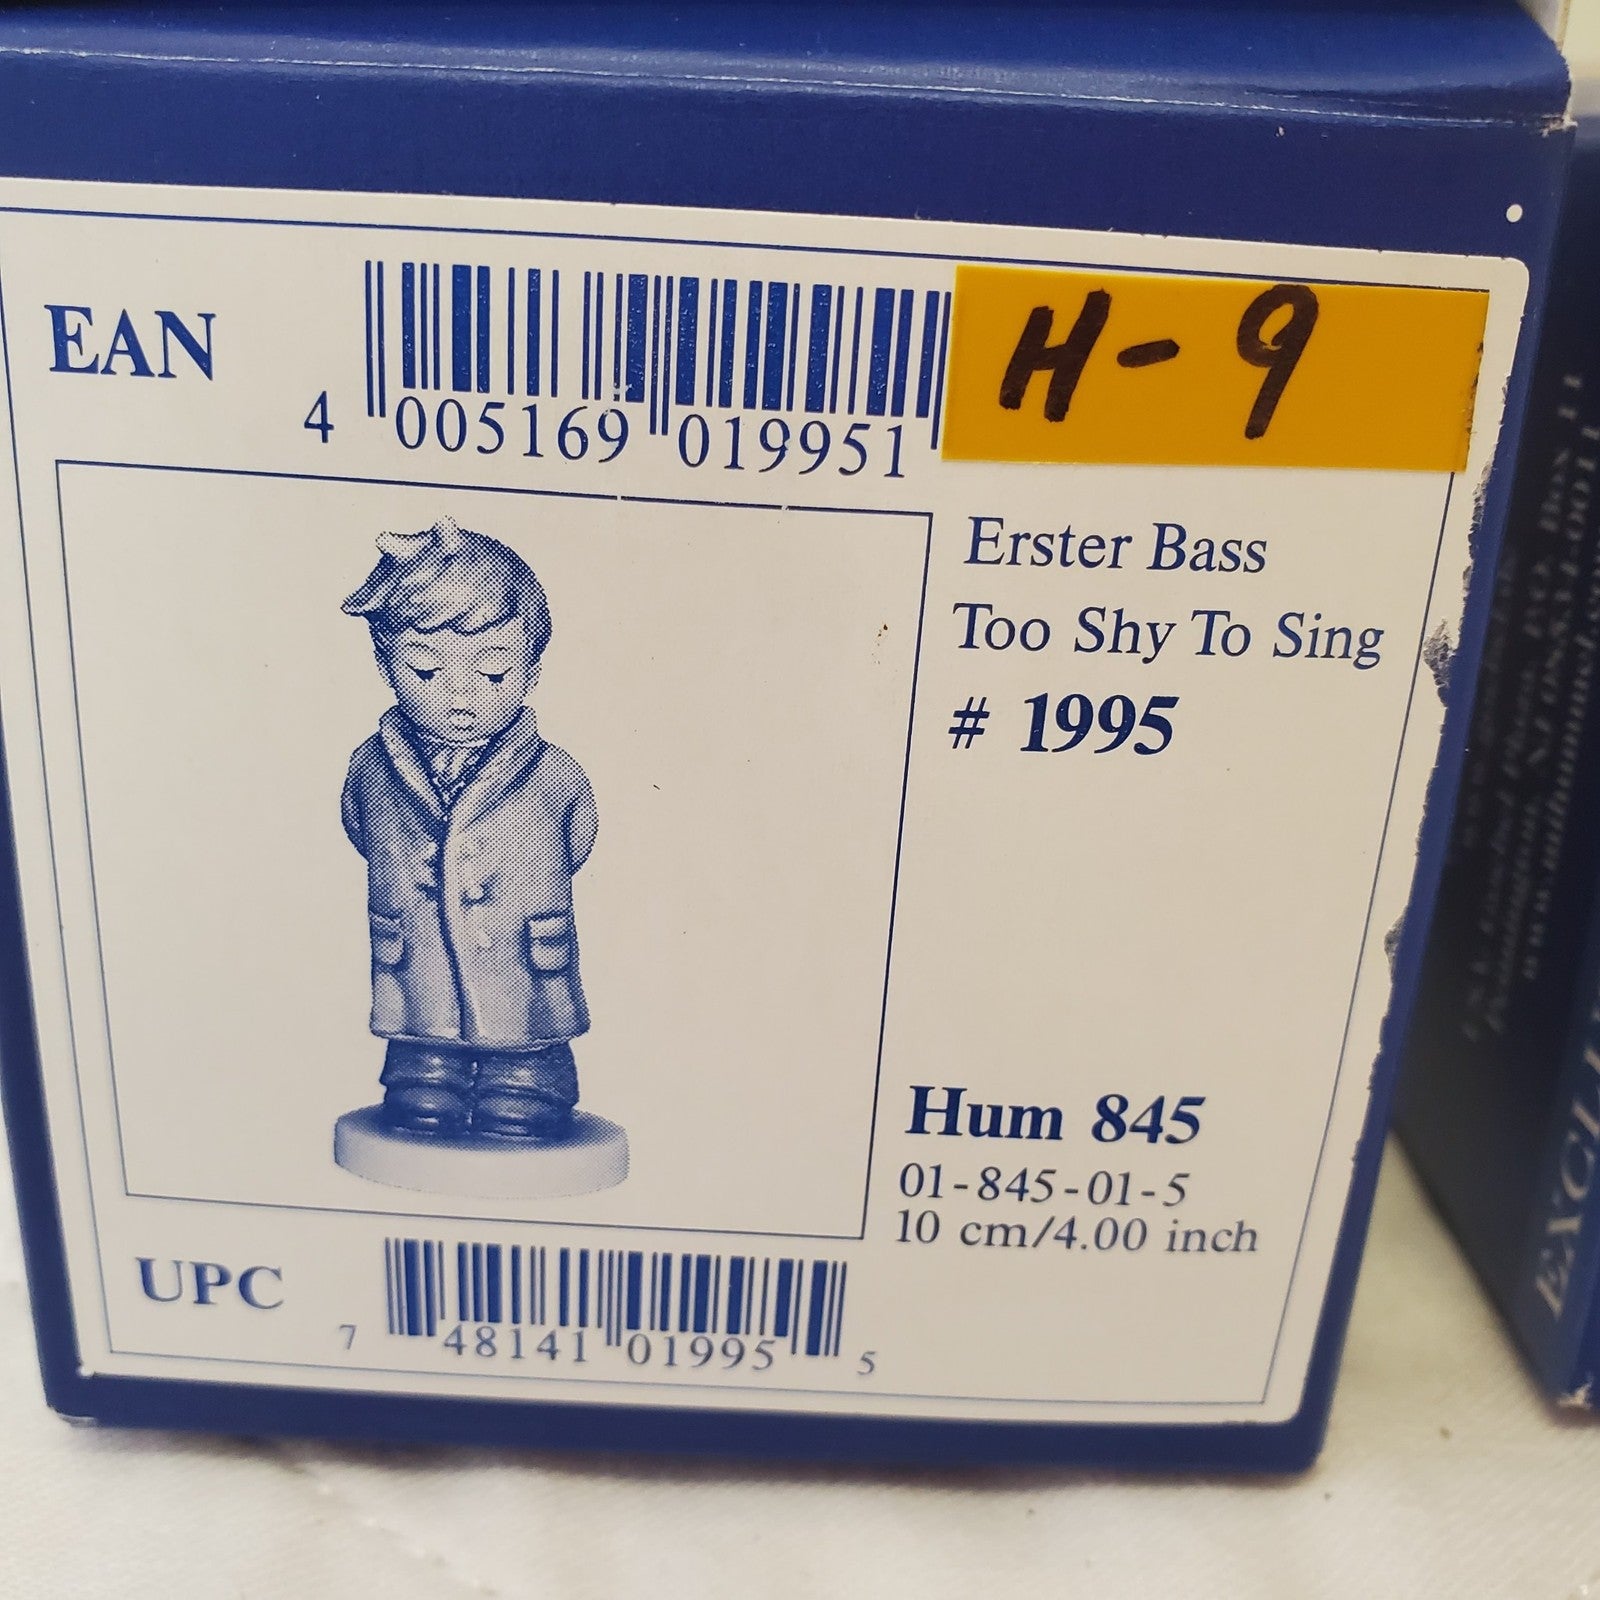 EAN
4 005169 019951
H-9
Erster Bass
Too Shy To Sing
# 1995
Hum 845
01-845-01-5
10 cm/4.00 inch
UPC
7 48141 01995 5